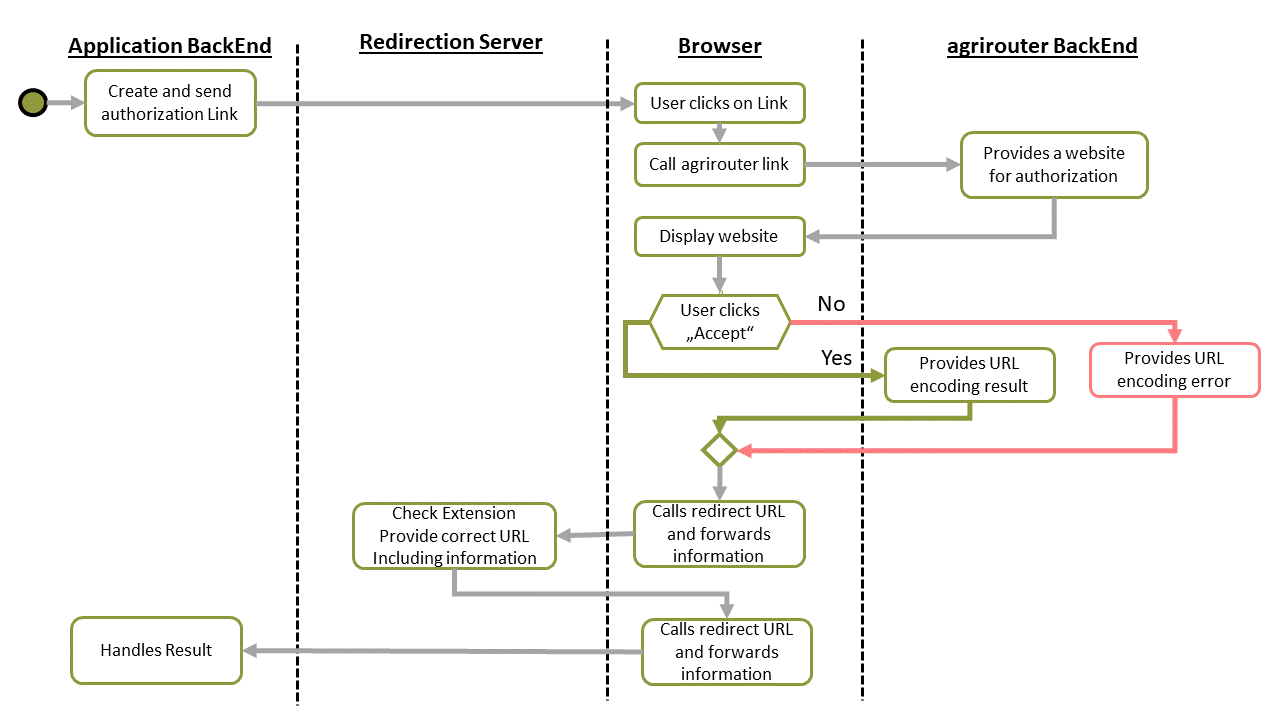 Application BackEnd
Redirection Server
Browser
agrirouter BackEnd
Create and send
authorization Link
User clicks on Link
Call agrirouter link
Provides a website
for authorization
Display website
User clicks
„Accept“
No
Yes
Provides URL
encoding result
Provides URL
encoding error
Calls redirect URL
and forwards
information
Check Extension
Provide correct URL
Including information
Calls redirect URL
and forwards
information
Handles Result